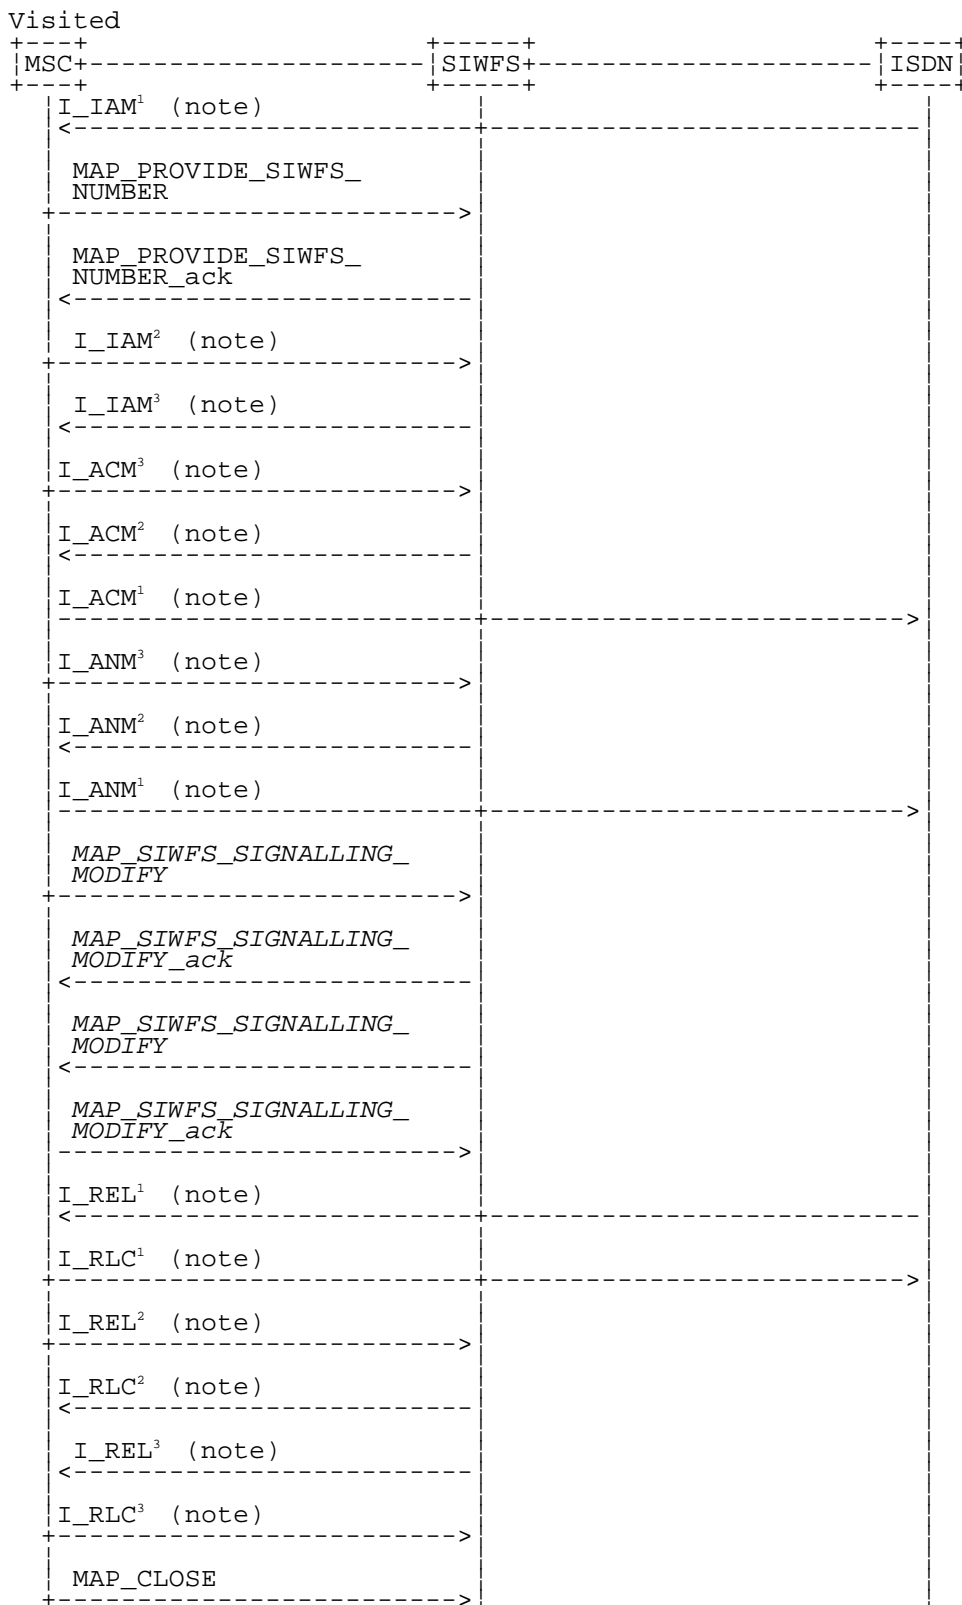 Visited
MSC SIWFS ISDN
I_IAM¹ (note)
MAP_PROVIDE_SIWFS_
NUMBER
MAP_PROVIDE_SIWFS_
NUMBER_ack
I_IAM² (note)
I_IAM³ (note)
I_ACM³ (note)
I_ACM² (note)
I_ACM¹ (note)
I_ANM³ (note)
I_ANM² (note)
I_ANM¹ (note)
MAP_SIWFS_SIGNALLING_
MODIFY
MAP_SIWFS_SIGNALLING_
MODIFY_ack
MAP_SIWFS_SIGNALLING_
MODIFY
MAP_SIWFS_SIGNALLING_
MODIFY_ack
I_REL¹ (note)
I_RLC¹ (note)
I_REL² (note)
I_RLC² (note)
I_REL³ (note)
I_RLC³ (note)
MAP_CLOSE